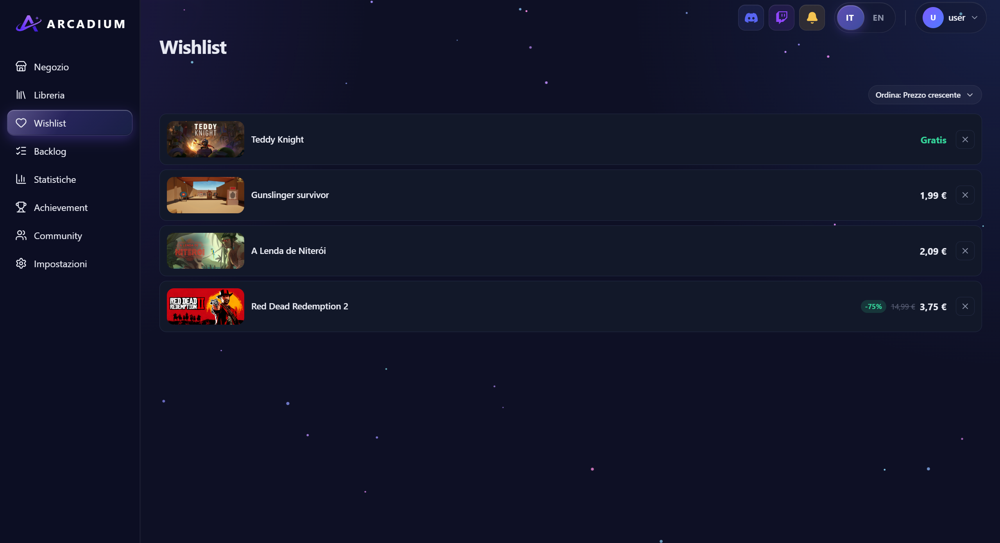 ARCADIUM
IT
EN
U
user
Wishlist
Negozio
Libreria
Wishlist
Backlog
Statistiche
Achievement
Community
Impostazioni
Ordina: Prezzo crescente
TEDDY
KNIGHT
Teddy Knight
Gratis
Gunslinger survivor
1,99 €
A LENDA DE
NITERÓI
A Lenda de Niterói
2,09 €
RED DEAD
REDEMPTION II
Red Dead Redemption 2
-75%
14,99 €
3,75 €